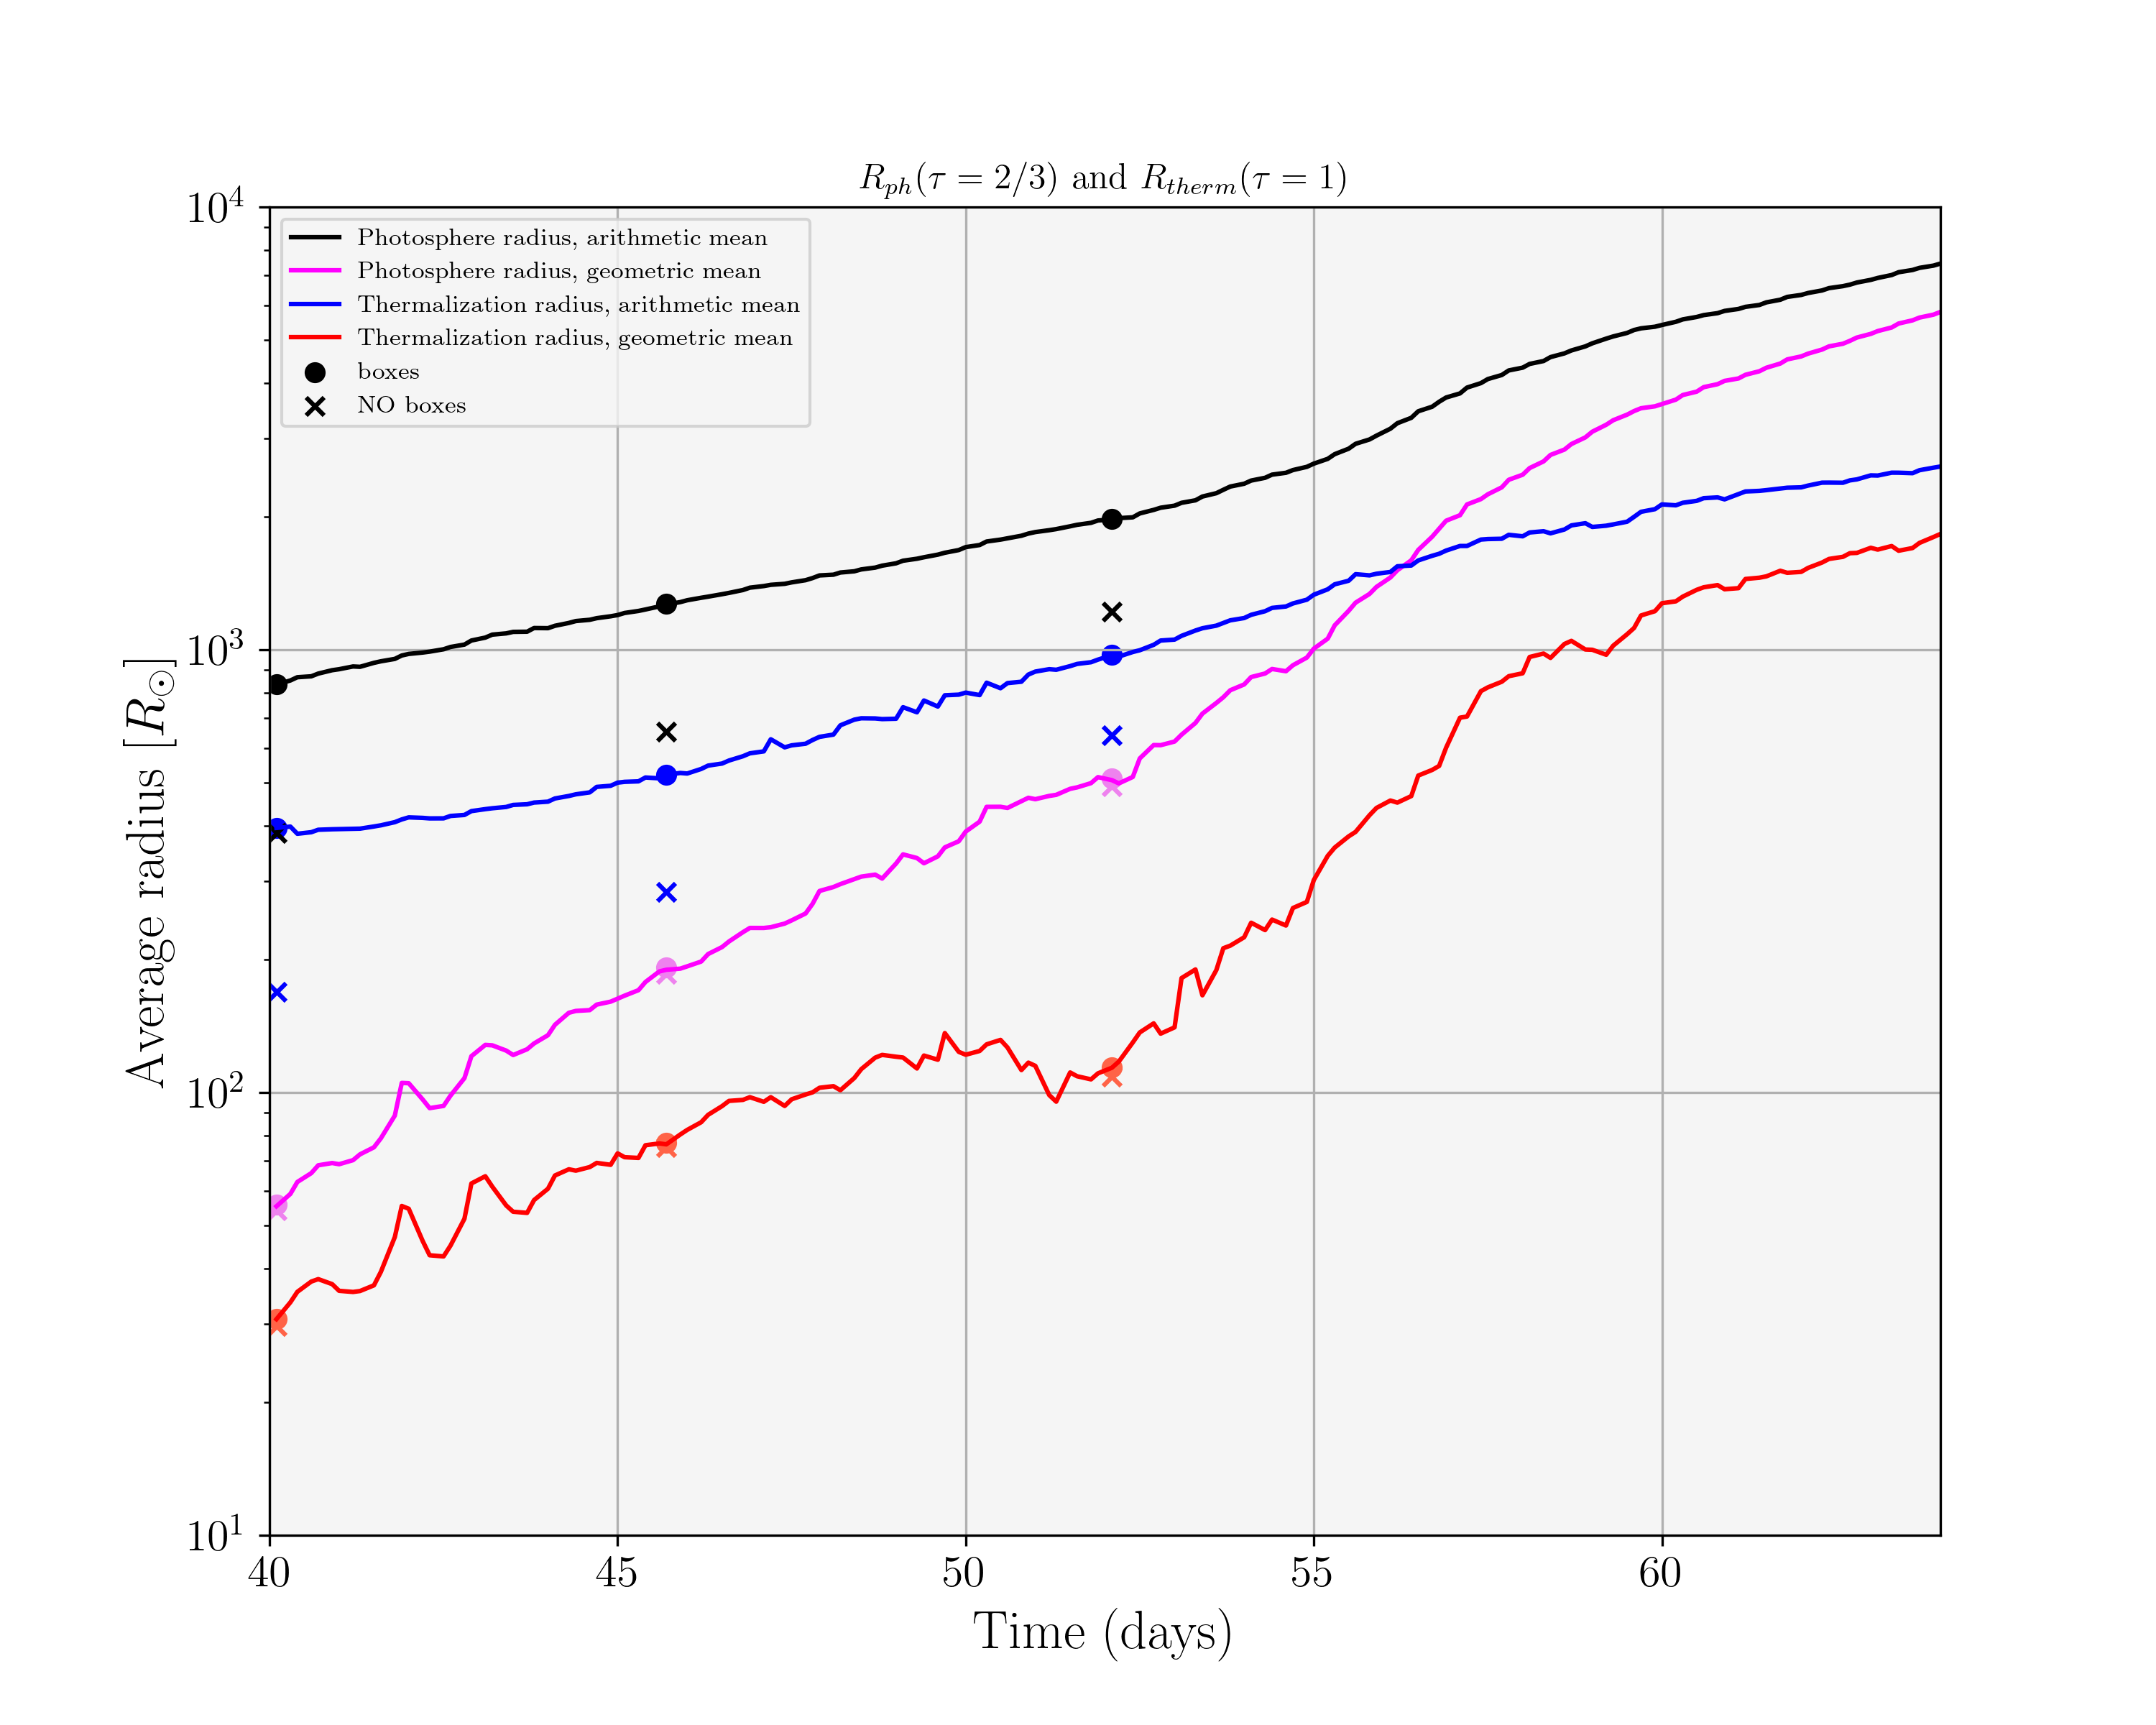 R_ph(τ = 2/3) and R_therm(τ = 1)
10^4
Photosphere radius, arithmetic mean
Photosphere radius, geometric mean
Thermalization radius, arithmetic mean
Thermalization radius, geometric mean
boxes
NO boxes
10^3
Average radius [R_⊙]
10^2
10^1
40 45 50 55 60
Time (days)